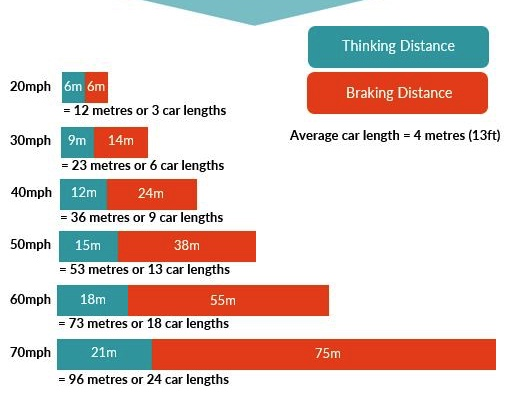 Thinking Distance
Braking Distance
Average car length = 4 metres (13ft)
20mph 6m 6m
= 12 metres or 3 car lengths
30mph 9m 14m
= 23 metres or 6 car lengths
40mph 12m 24m
= 36 metres or 9 car lengths
50mph 15m 38m
= 53 metres or 13 car lengths
60mph 18m 55m
= 73 metres or 18 car lengths
70mph 21m 75m
= 96 metres or 24 car lengths